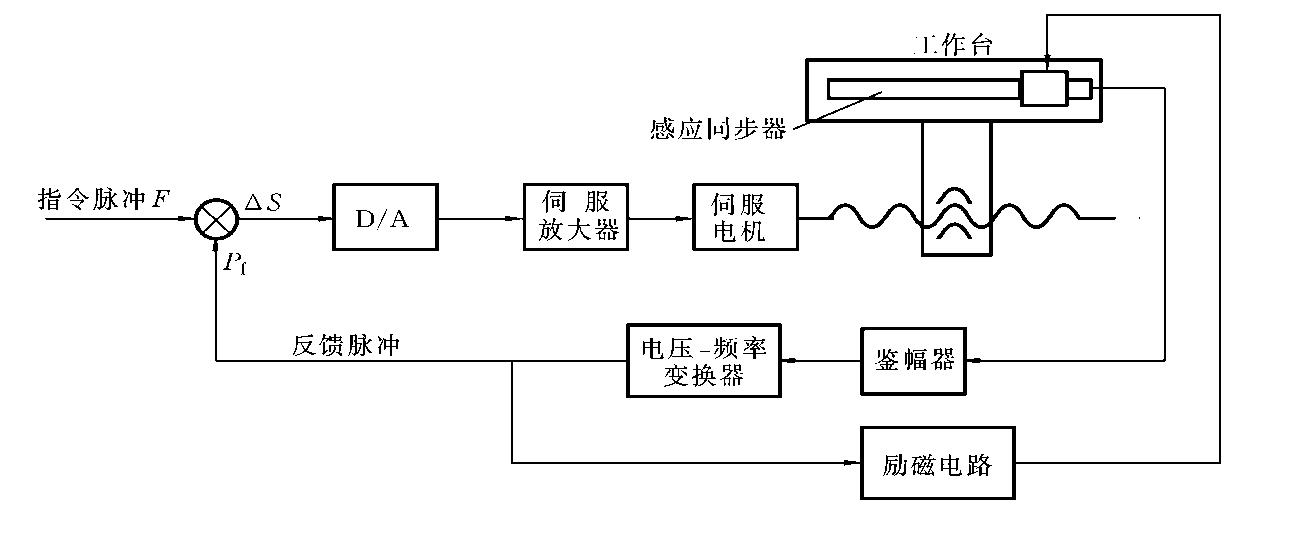 工作台
感应同步器
指令脉冲 F
ΔS
D/A
伺服
放大器
伺服
电机
Pf
反馈脉冲
电压-频率
变换器
鉴幅器
励磁电路